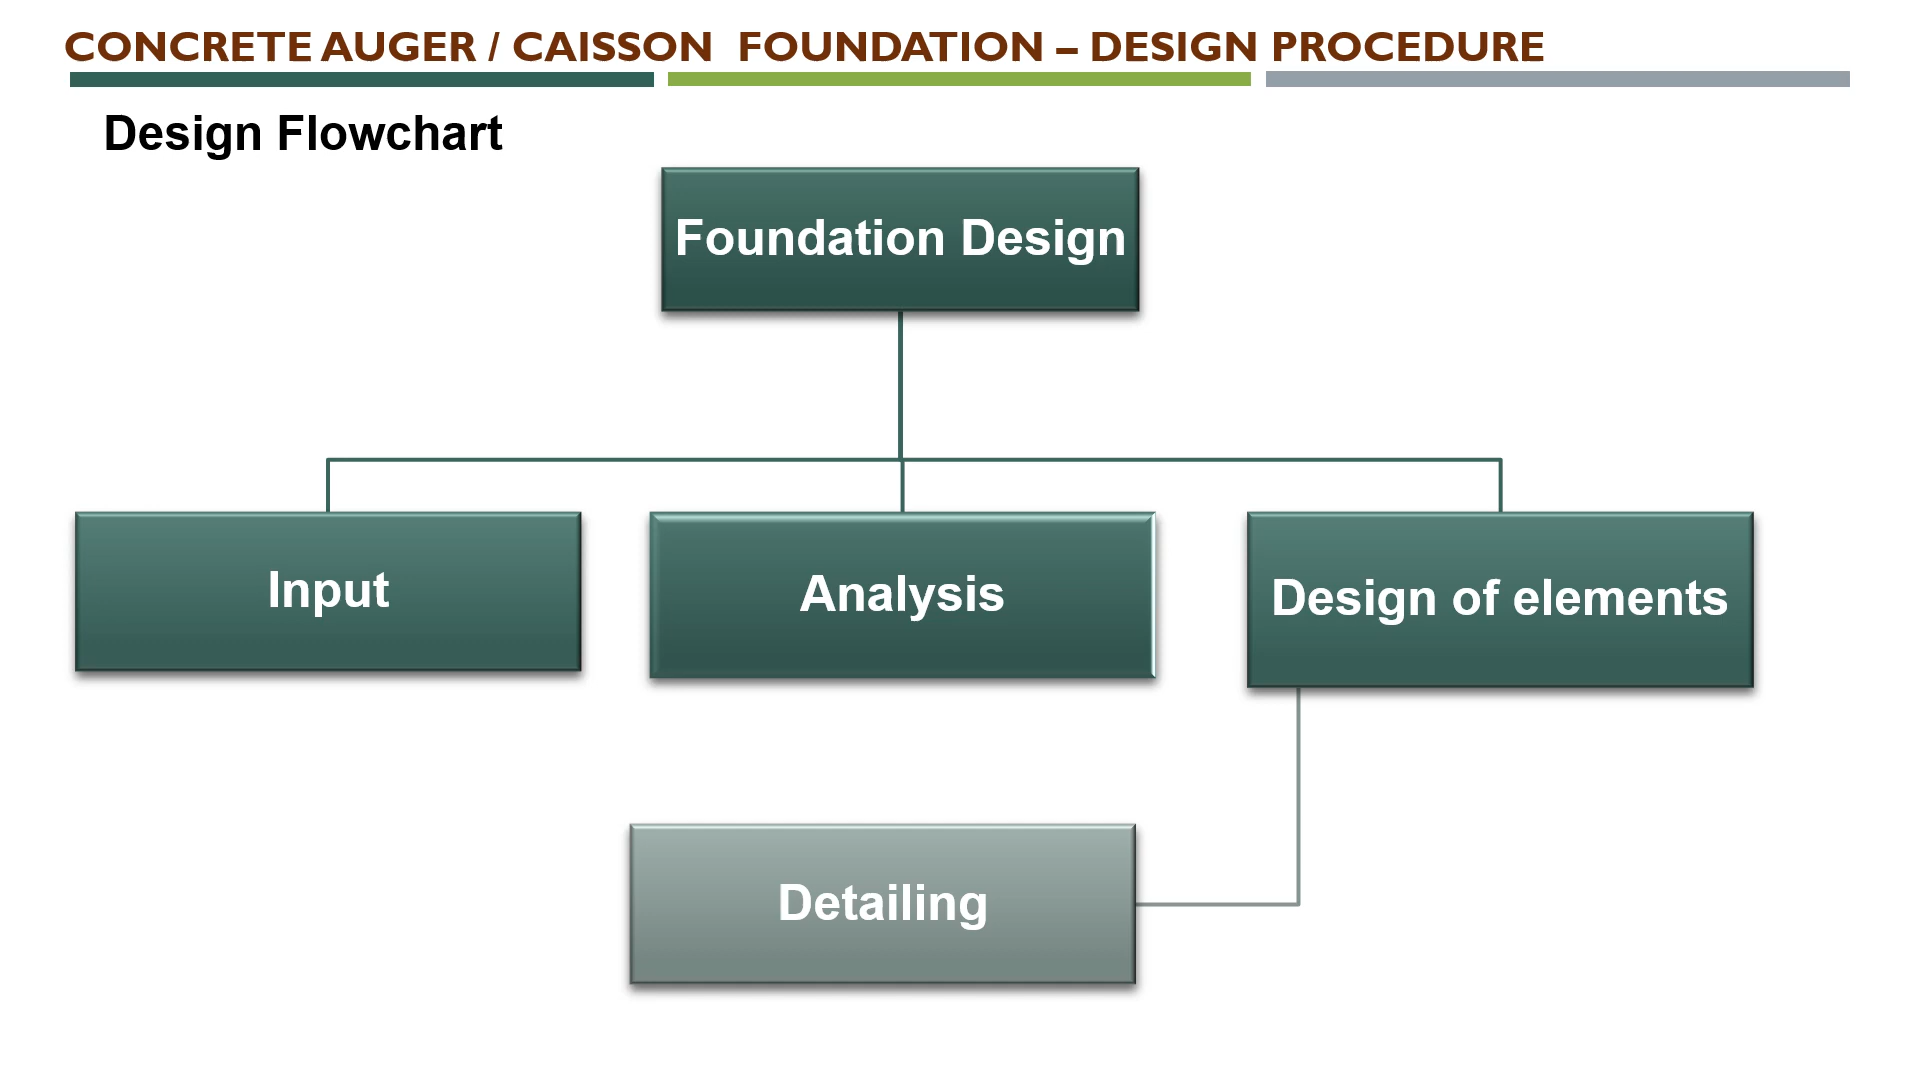 CONCRETE AUGER / CAISSON  FOUNDATION – DESIGN PROCEDURE
Design Flowchart
Foundation Design
Input
Analysis
Design of elements
Detailing